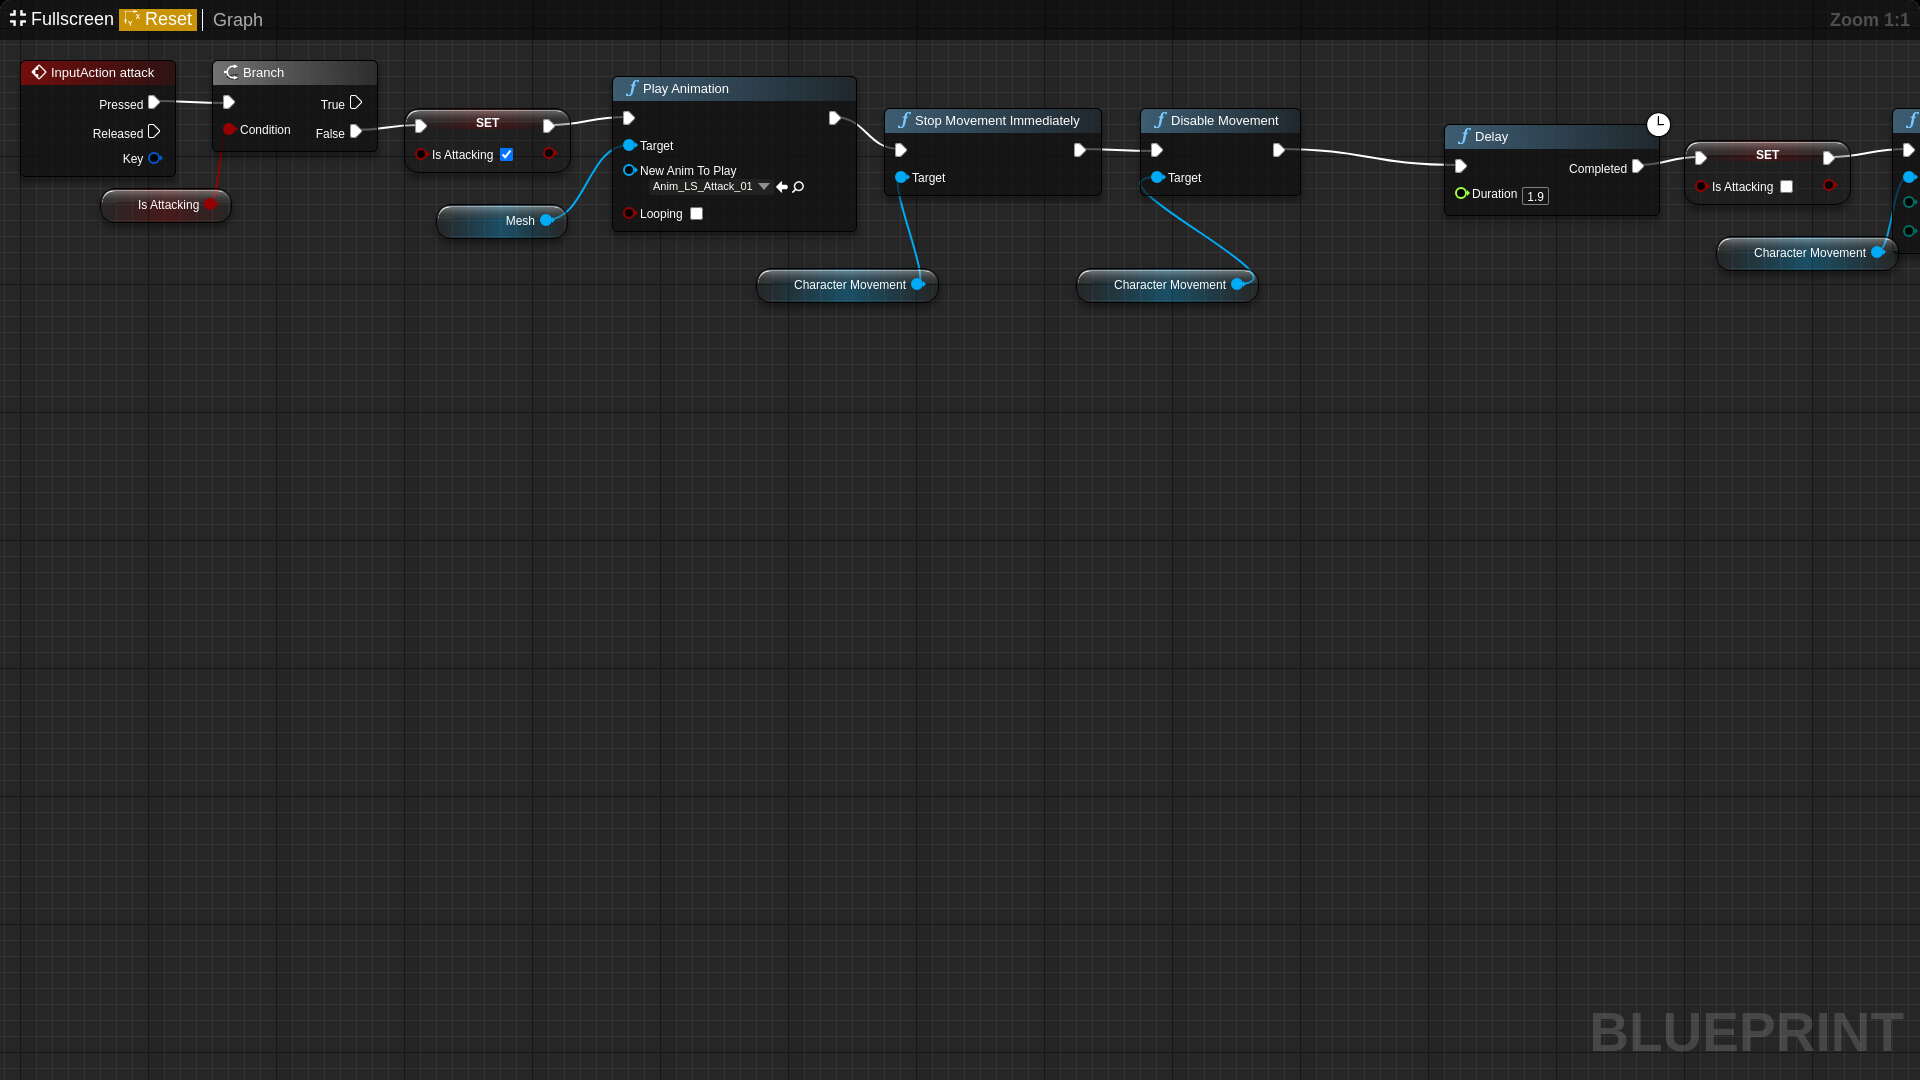 Fullscreen Reset Graph
Zoom 1:1
InputAction attack
Pressed
Released
Key
Is Attacking
Branch
True
Condition
False
SET
Is Attacking
Mesh
Play Animation
Target
New Anim To Play
Anim_LS_Attack_01
Looping
Character Movement
Stop Movement Immediately
Target
Disable Movement
Target
Character Movement
Delay
Completed
Duration 1.9
SET
Is Attacking
Character Movement
BLUEPRINT